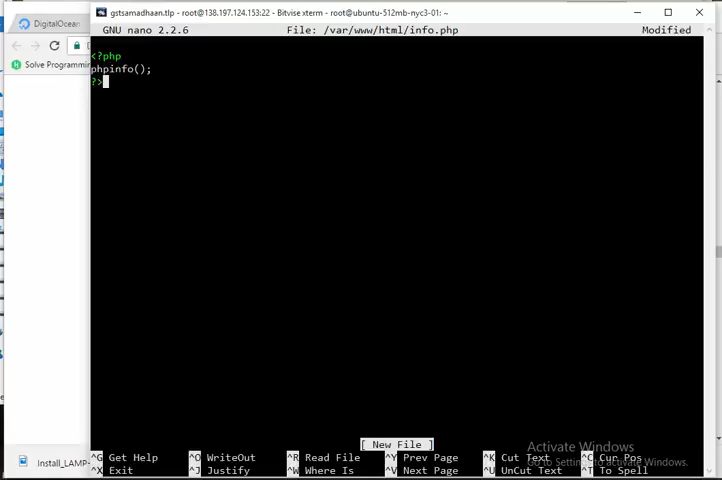 gstsamadhaan.tlp - root@138.197.124.153:22 - Bitvise xterm - root@ubuntu-512mb-nyc3-01: ~
DigitalOcean
GNU nano 2.2.6 File: /var/www/html/info.php Modified
Solve Programming
<?php
phpinfo();
?>
[ New File ]
Activate Windows
^G Get Help ^O WriteOut ^R Read File ^Y Prev Page ^K Cut Text ^C Cur Pos
Go to Settings to activate Windows.
Install_LAMP-
^X Exit ^J Justify ^W Where Is ^V Next Page ^U UnCut Text ^T To Spell